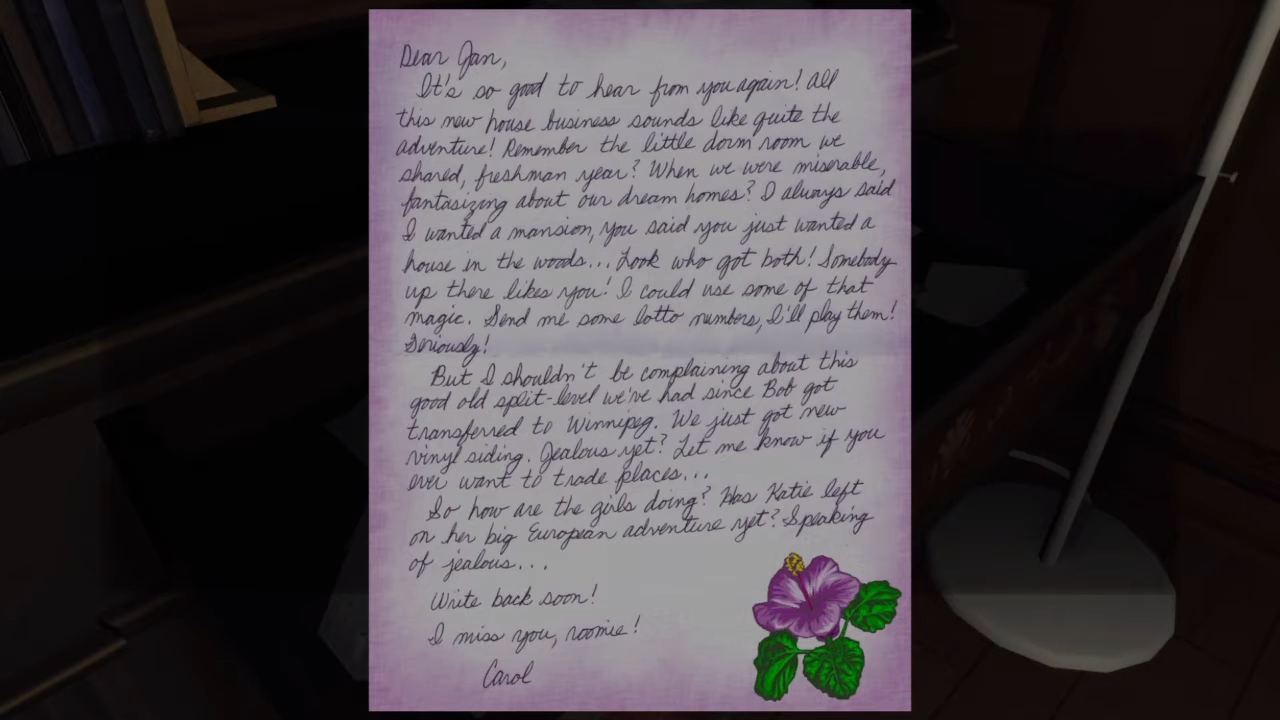 Dear Jan,
It's so good to hear from you again! All
this new house business sounds like quite the
adventure! Remember the little dorm room we
shared, freshman year? When we were miserable,
fantasizing about our dream homes? I always said
I wanted a mansion, you said you just wanted a
house in the woods... Look who got both! Somebody
up there likes you! I could use some of that
magic. Send me some lotto numbers, I'll play them!
Seriously!
But I shouldn't be complaining about this
good old split-level we've had since Bob got
transferred to Winnipeg. We just got new
vinyl siding. Jealous yet? Let me know if you
ever want to trade places...
So how are the girls doing? Has Katie left
on her big European adventure yet? Speaking
of jealous...
Write back soon!
I miss you, roomie!
Carol